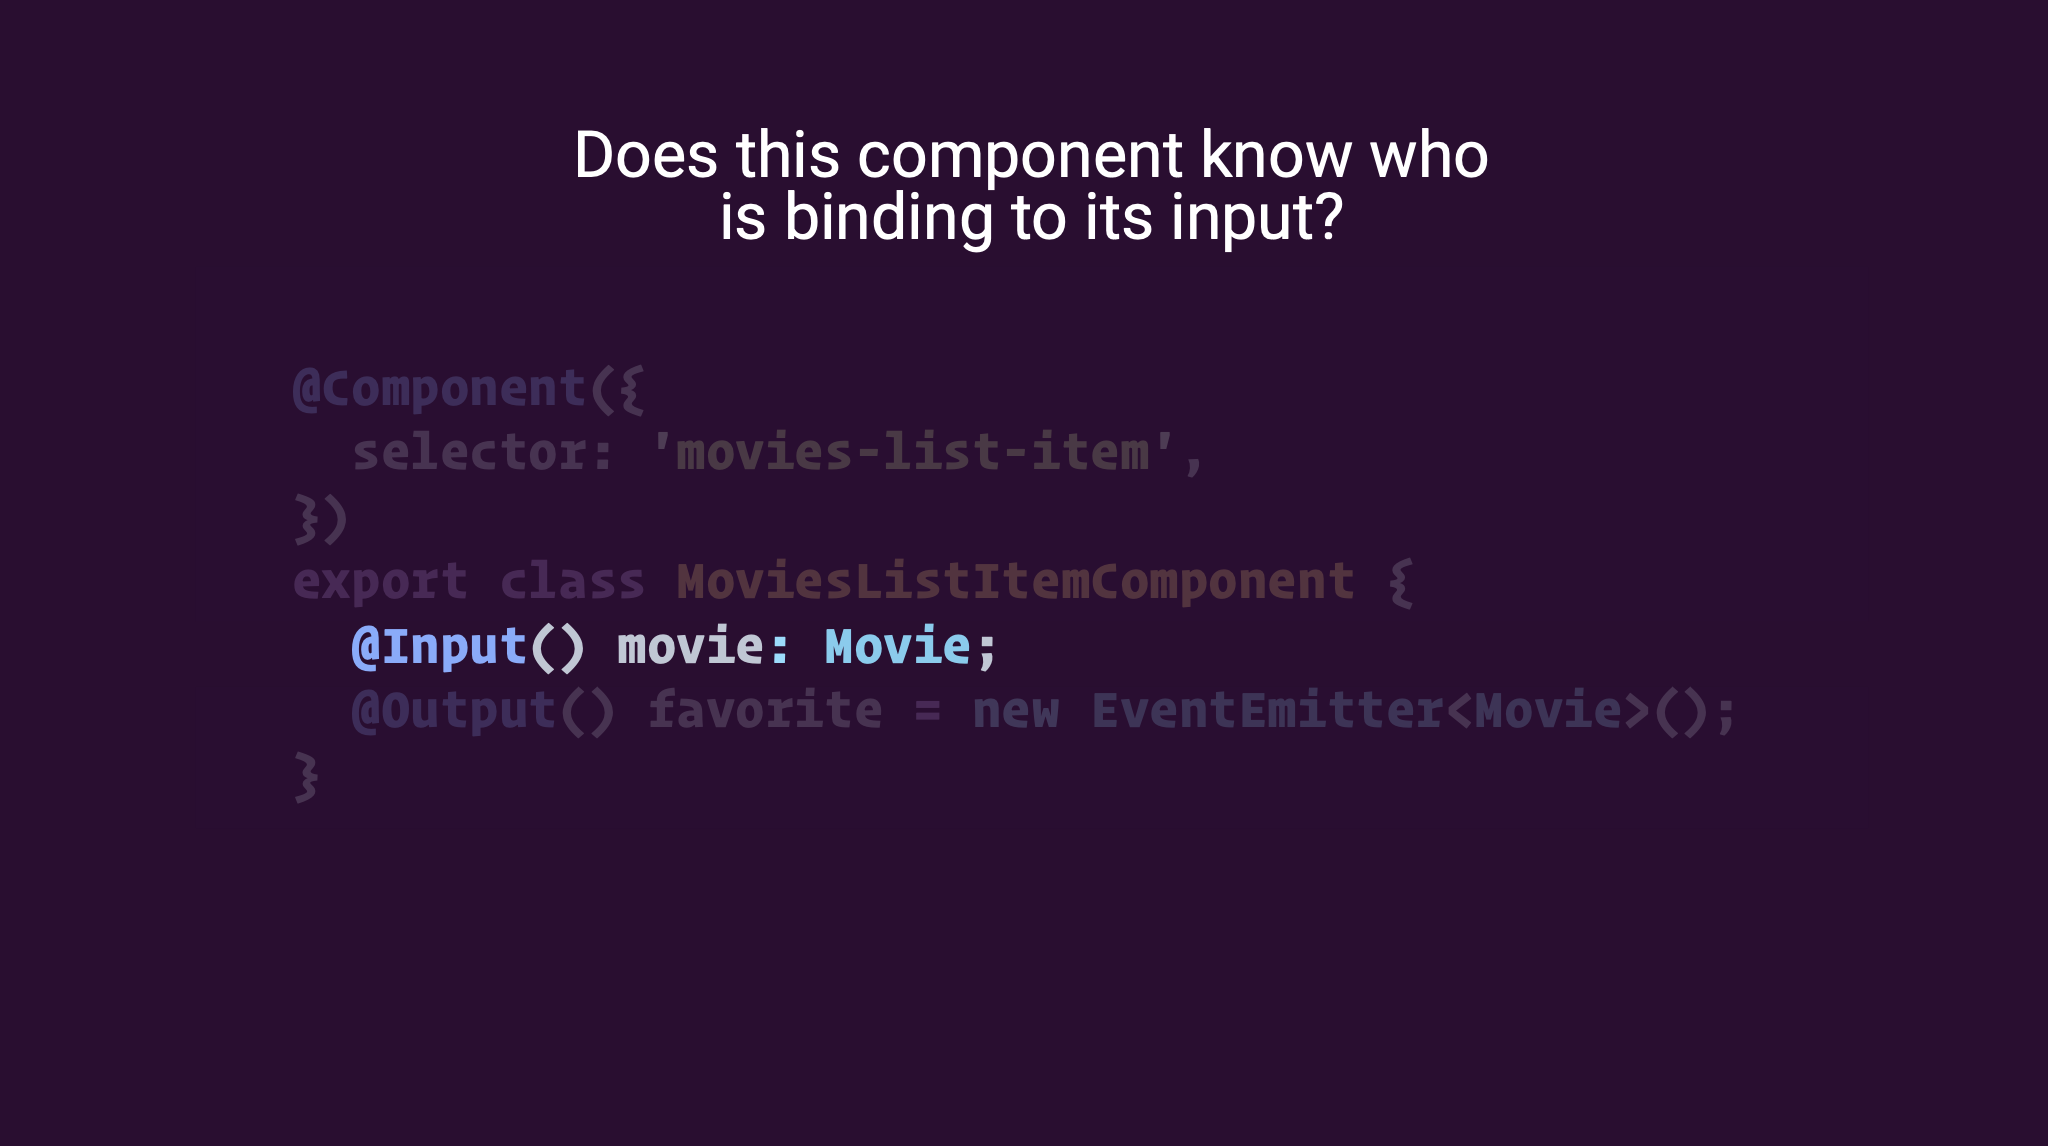 Does this component know who
is binding to its input?
@Component({
  selector: 'movies-list-item',
})
export class MoviesListItemComponent {
  @Input() movie: Movie;
  @Output() favorite = new EventEmitter<Movie>();
}